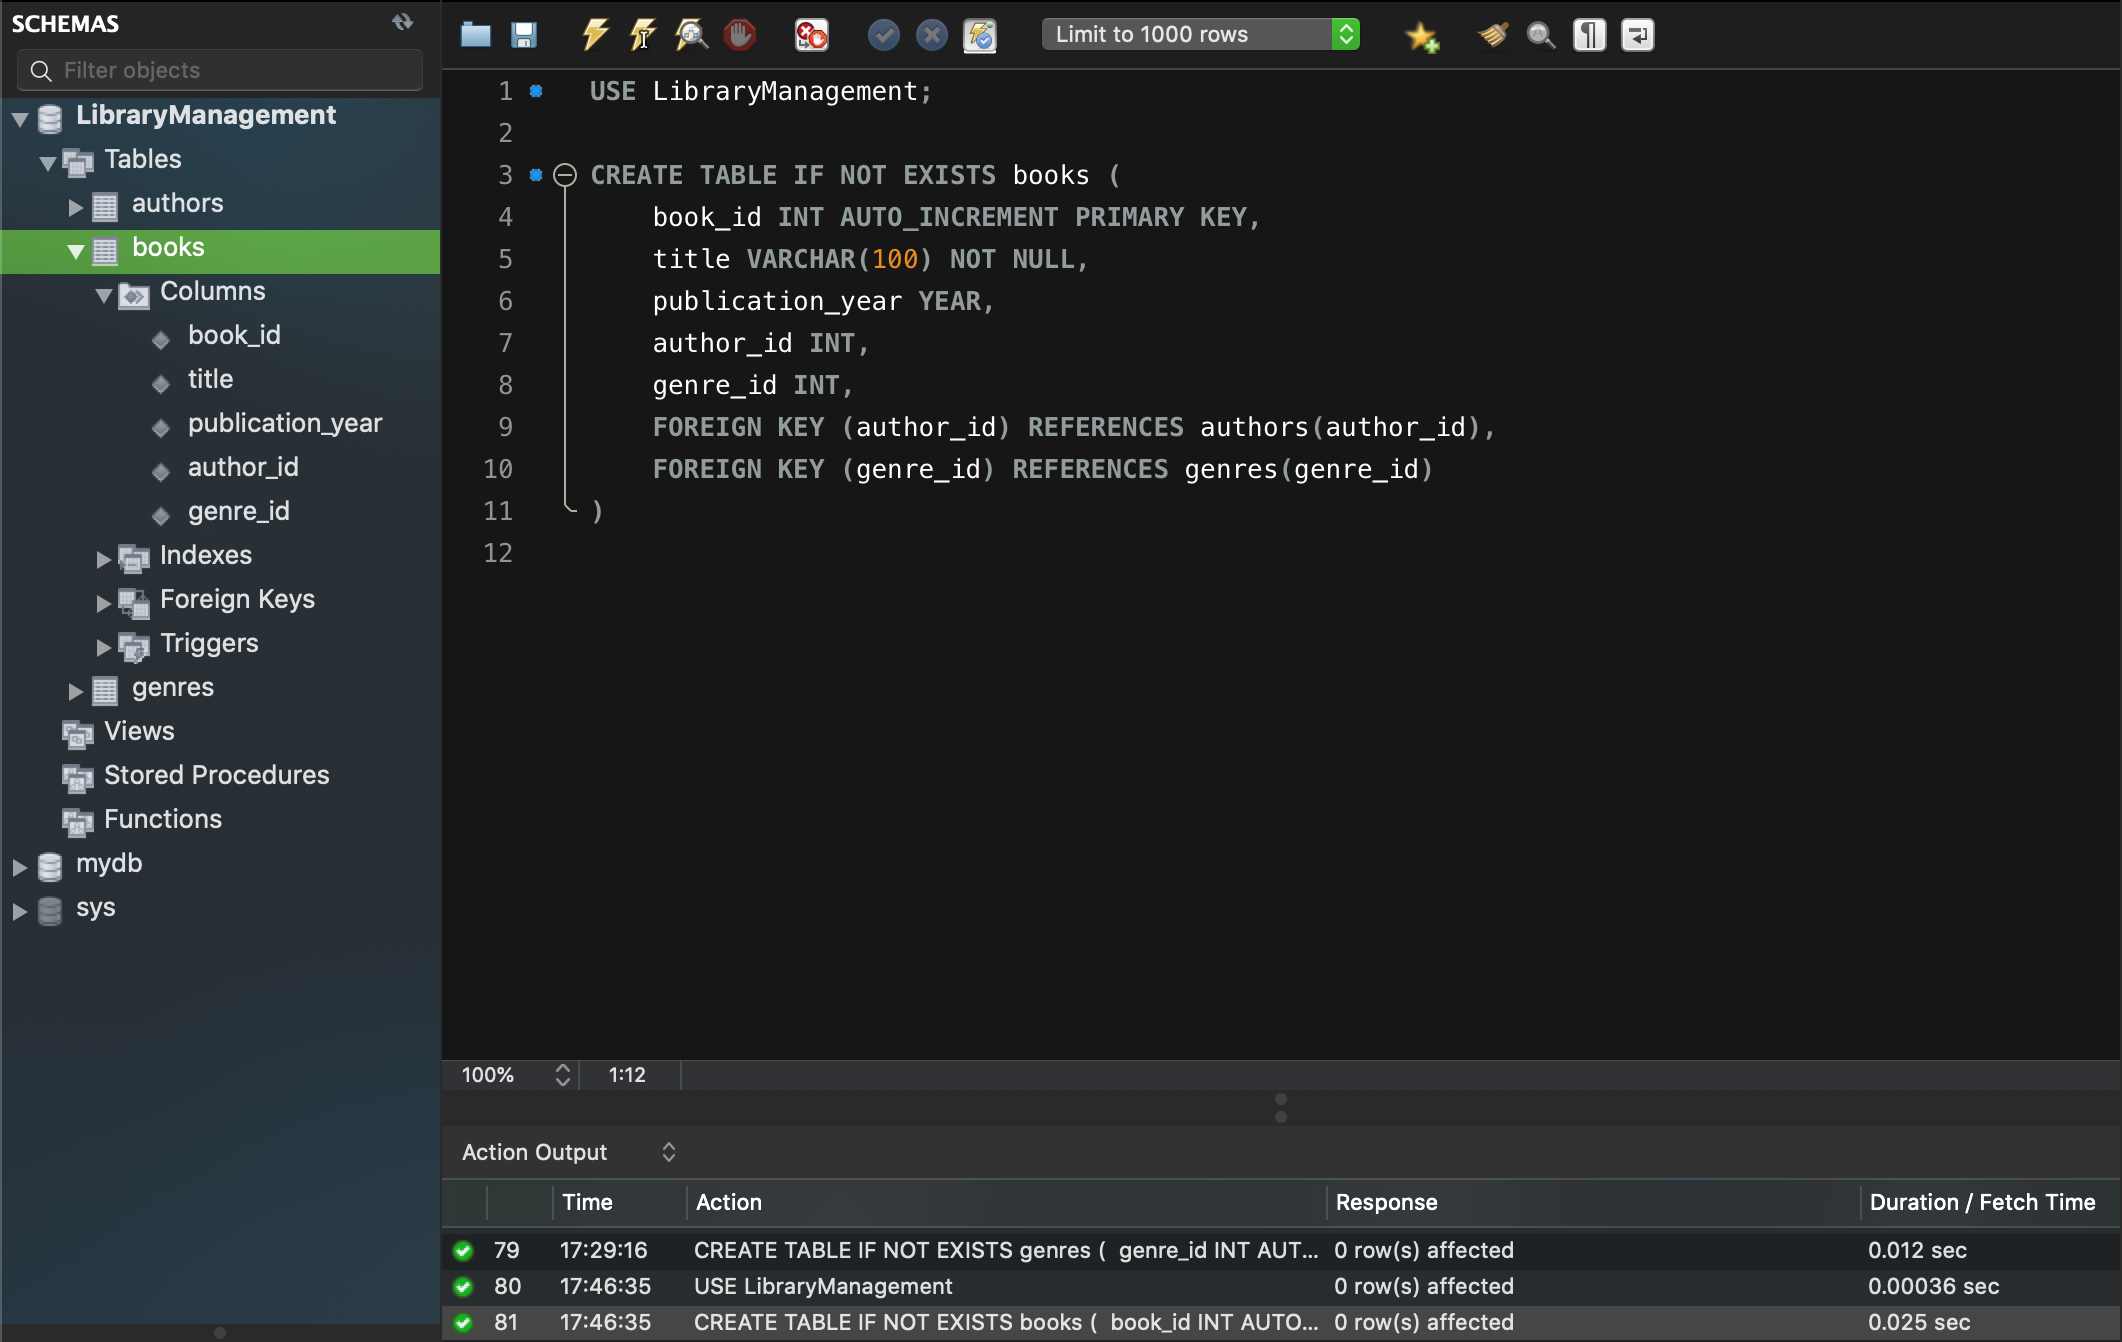 SCHEMAS
Filter objects
LibraryManagement
Tables
authors
books
Columns
book_id
title
publication_year
author_id
genre_id
Indexes
Foreign Keys
Triggers
genres
Views
Stored Procedures
Functions
mydb
sys
Limit to 1000 rows
1 USE LibraryManagement;
2
3 CREATE TABLE IF NOT EXISTS books (
4 book_id INT AUTO_INCREMENT PRIMARY KEY,
5 title VARCHAR(100) NOT NULL,
6 publication_year YEAR,
7 author_id INT,
8 genre_id INT,
9 FOREIGN KEY (author_id) REFERENCES authors(author_id),
10 FOREIGN KEY (genre_id) REFERENCES genres(genre_id)
11 )
12
100% 1:12
Action Output
Time Action Response Duration / Fetch Time
79 17:29:16 CREATE TABLE IF NOT EXISTS genres ( genre_id INT AUT... 0 row(s) affected 0.012 sec
80 17:46:35 USE LibraryManagement 0 row(s) affected 0.00036 sec
81 17:46:35 CREATE TABLE IF NOT EXISTS books ( book_id INT AUTO... 0 row(s) affected 0.025 sec